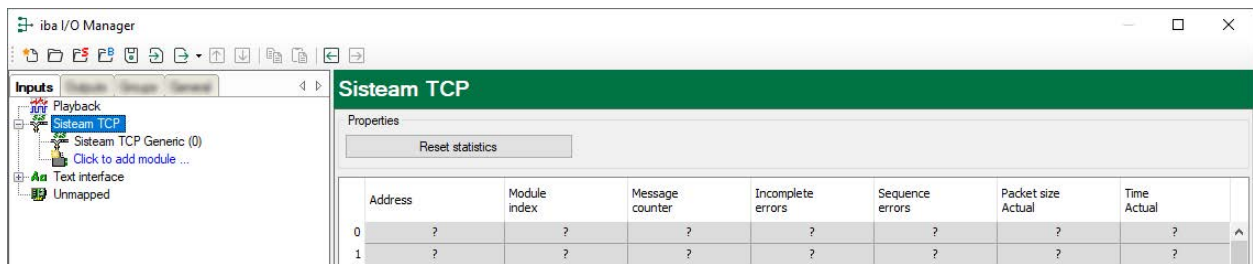 iba I/O Manager
Inputs
Sisteam TCP
Playback
Sisteam TCP
Sisteam TCP Generic (0)
Click to add module ...
Text interface
Unmapped
Properties
Reset statistics
Address Module index Message counter Incomplete errors Sequence errors Packet size Actual Time Actual
0 ? ? ? ? ? ? ?
1 ? ? ? ? ? ? ?